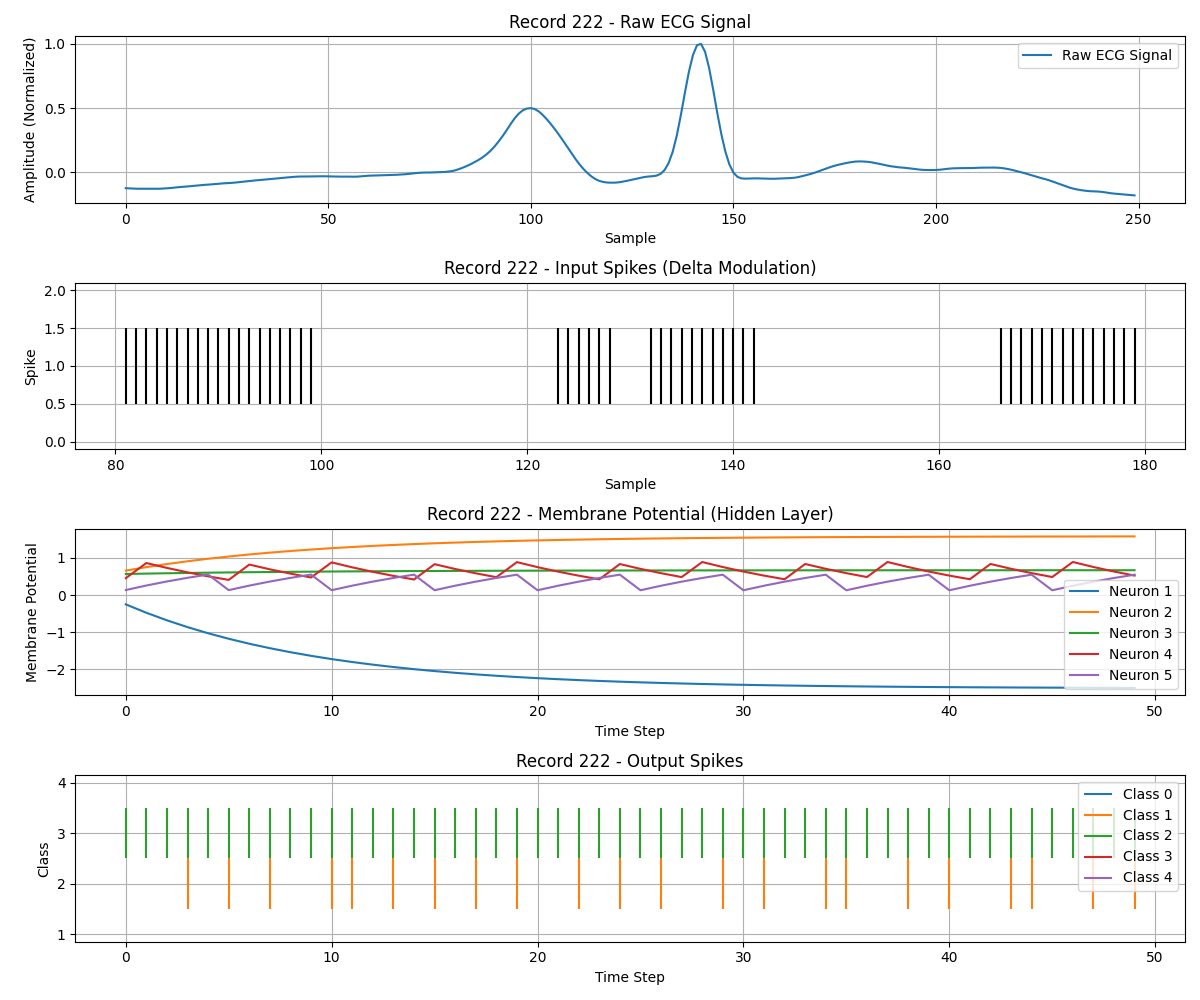 Record 222 - Raw ECG Signal
Amplitude (Normalized)
1.0
0.5
0.0
Raw ECG Signal
0 50 100 150 200 250
Sample
Record 222 - Input Spikes (Delta Modulation)
Spike
2.0
1.5
1.0
0.5
0.0
80 100 120 140 160 180
Sample
Record 222 - Membrane Potential (Hidden Layer)
Membrane Potential
1
0
−1
−2
Neuron 1
Neuron 2
Neuron 3
Neuron 4
Neuron 5
0 10 20 30 40 50
Time Step
Record 222 - Output Spikes
Class
4
3
2
1
Class 0
Class 1
Class 2
Class 3
Class 4
0 10 20 30 40 50
Time Step